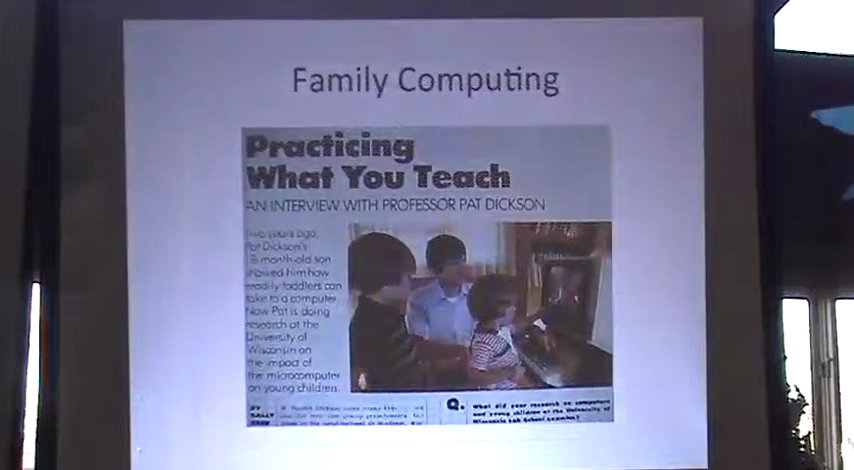 Family Computing
Practicing
What You Teach
AN INTERVIEW WITH PROFESSOR PAT DICKSON
Two years ago,
Pat Dickson's
18-month-old son
showed him how
readily toddlers can
take to a computer.
Now Pat is doing
research at the
University of
Wisconsin on
the impact of
the microcomputer
on young children.
BY
Q. What did your research on computers
and young children at the University of
Wisconsin Lab School examine?